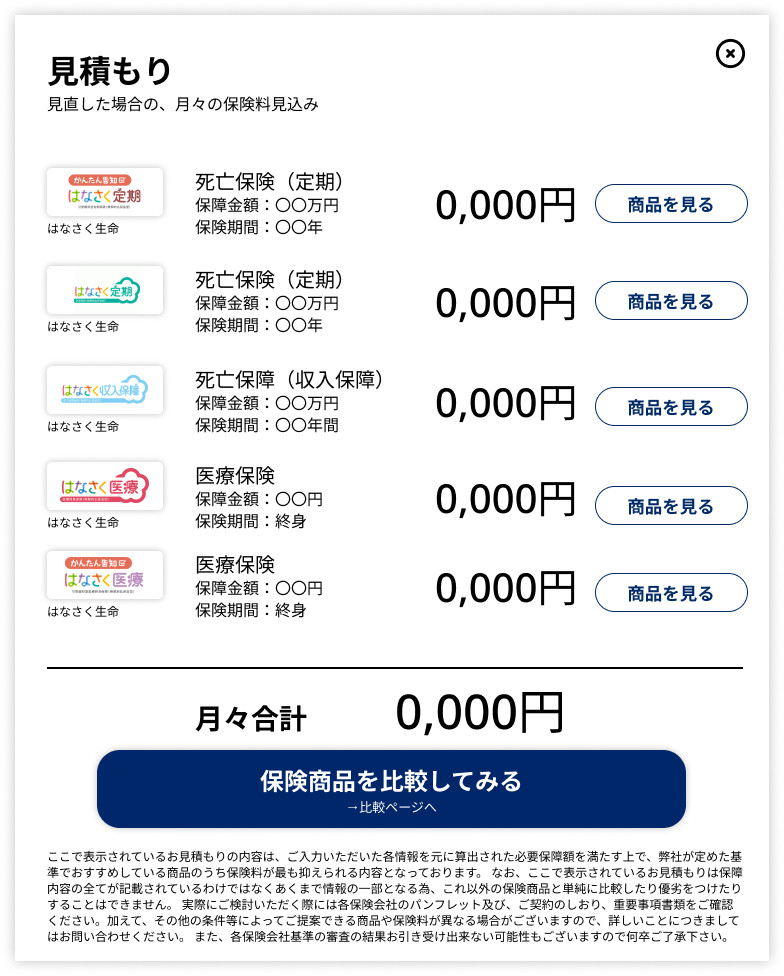 見積もり
見直した場合の、月々の保険料見込み
かんたん告知
はなさく定期
はなさく生命
死亡保険（定期）
保障金額：〇〇万円
保険期間：〇〇年
0,000円
商品を見る
はなさく定期
はなさく生命
死亡保険（定期）
保障金額：〇〇万円
保険期間：〇〇年
0,000円
商品を見る
はなさく収入保障
はなさく生命
死亡保障（収入保障）
保障金額：〇〇万円
保険期間：〇〇年間
0,000円
商品を見る
はなさく医療
はなさく生命
医療保険
保障金額：〇〇円
保険期間：終身
0,000円
商品を見る
かんたん告知
はなさく医療
はなさく生命
医療保険
保障金額：〇〇円
保険期間：終身
0,000円
商品を見る
月々合計
0,000円
保険商品を比較してみる
→比較ページへ
ここで表示されているお見積もりの内容は、ご入力いただいた各情報を元に算出された必要保障額を満たす上で、弊社が定めた基
準でおすすめしている商品のうち保険料が最も抑えられる内容となっております。 なお、ここで表示されているお見積もりは保障
内容の全てが記載されているわけではなくあくまで情報の一部となる為、これ以外の保険商品と単純に比較したり優劣をつけたり
することはできません。 実際にご検討いただく際には各保険会社のパンフレット及び、ご契約のしおり、重要事項書類をご確認
ください。加えて、その他の条件等によってご提案できる商品や保険料が異なる場合がございますので、詳しいことにつきまして
はお問い合わせください。 また、各保険会社基準の審査の結果お引き受け出来ない可能性もございますので何卒ご了承下さい。